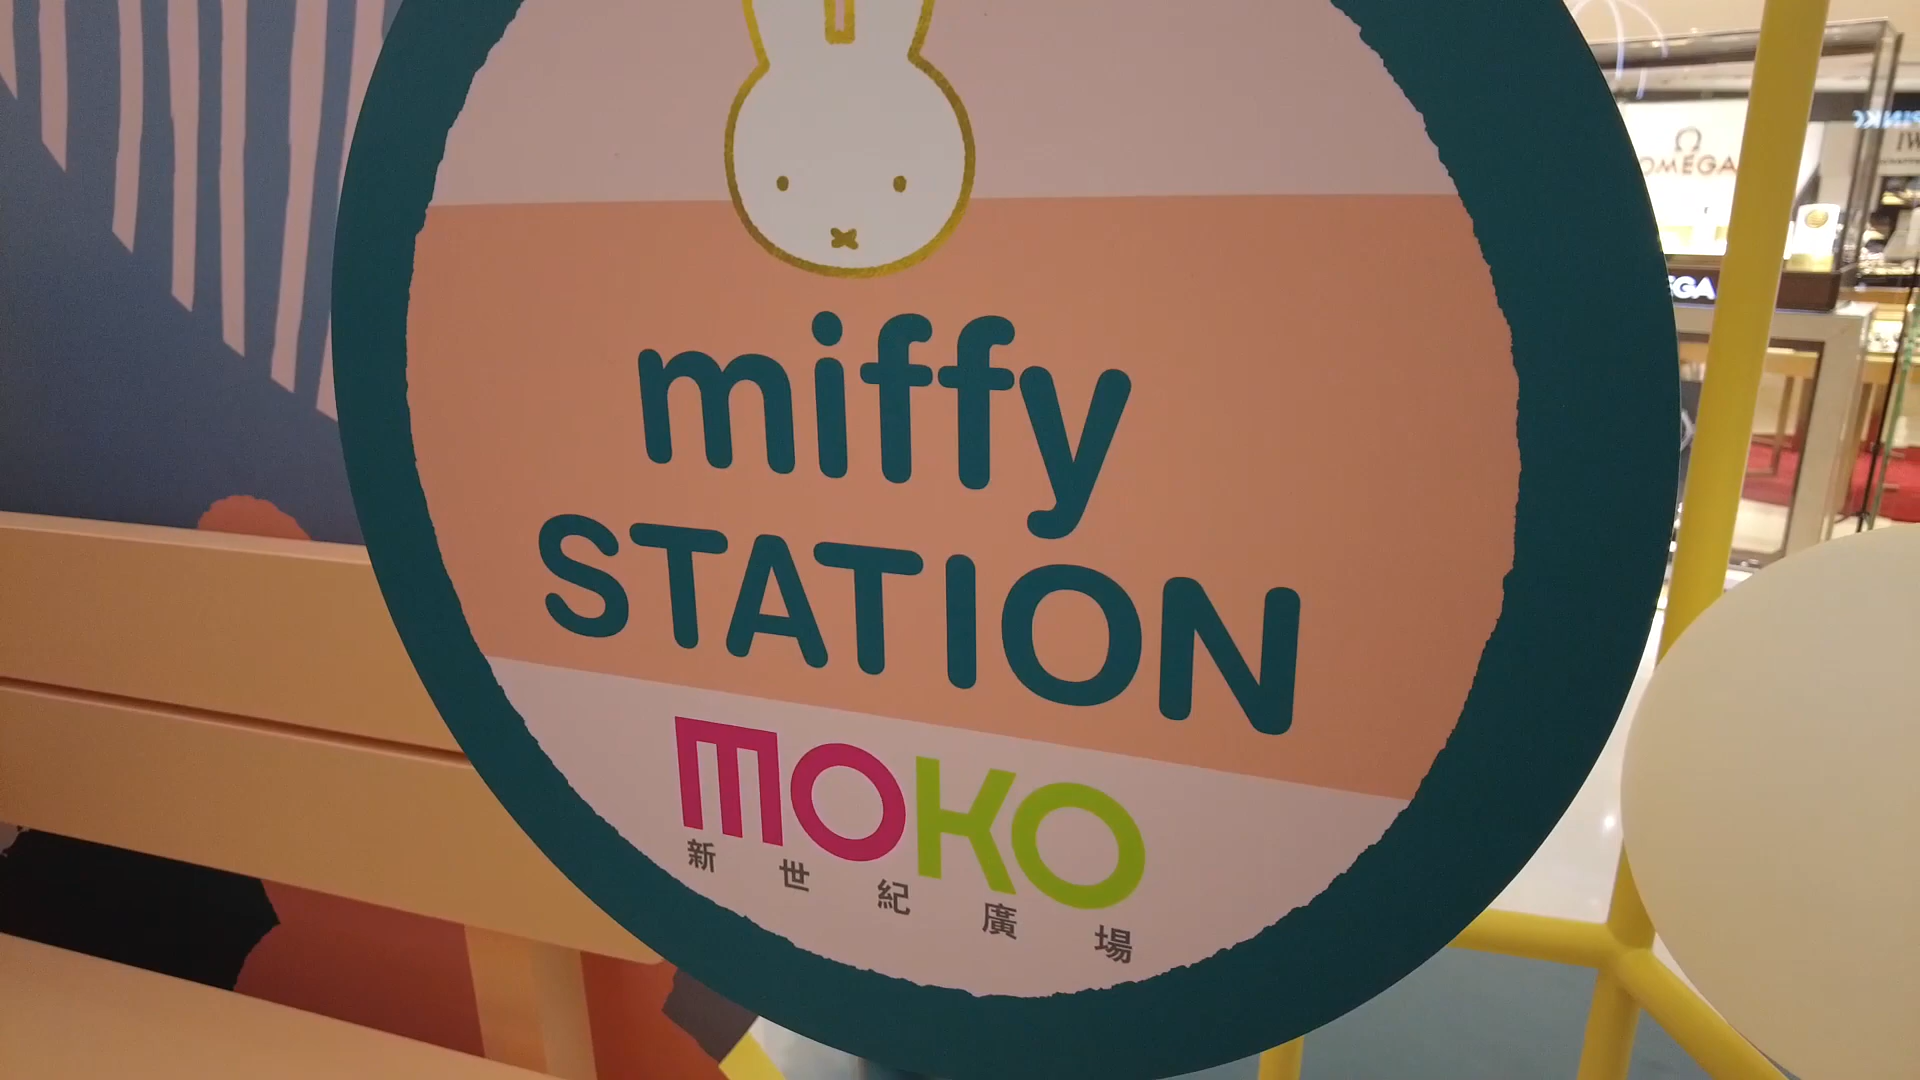 miffy
STATION
MOKO
新世紀廣場
OMEGA